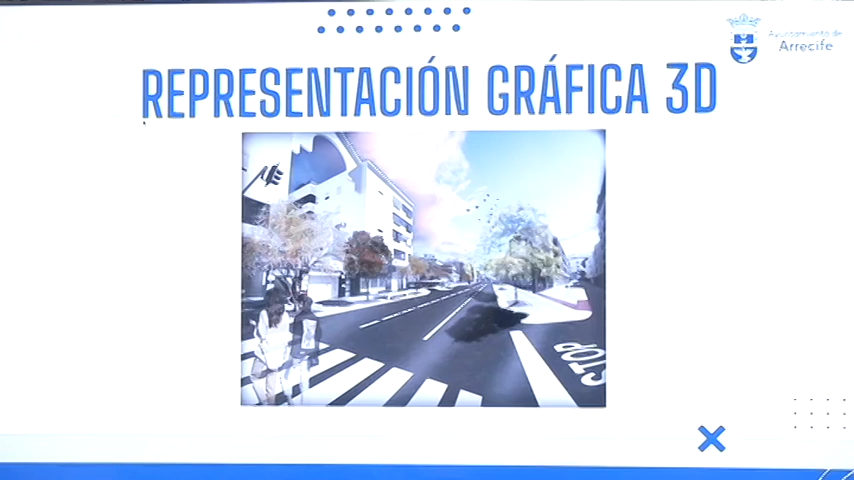 Ayuntamiento de
Arrecife
REPRESENTACIÓN GRÁFICA 3D
STOP